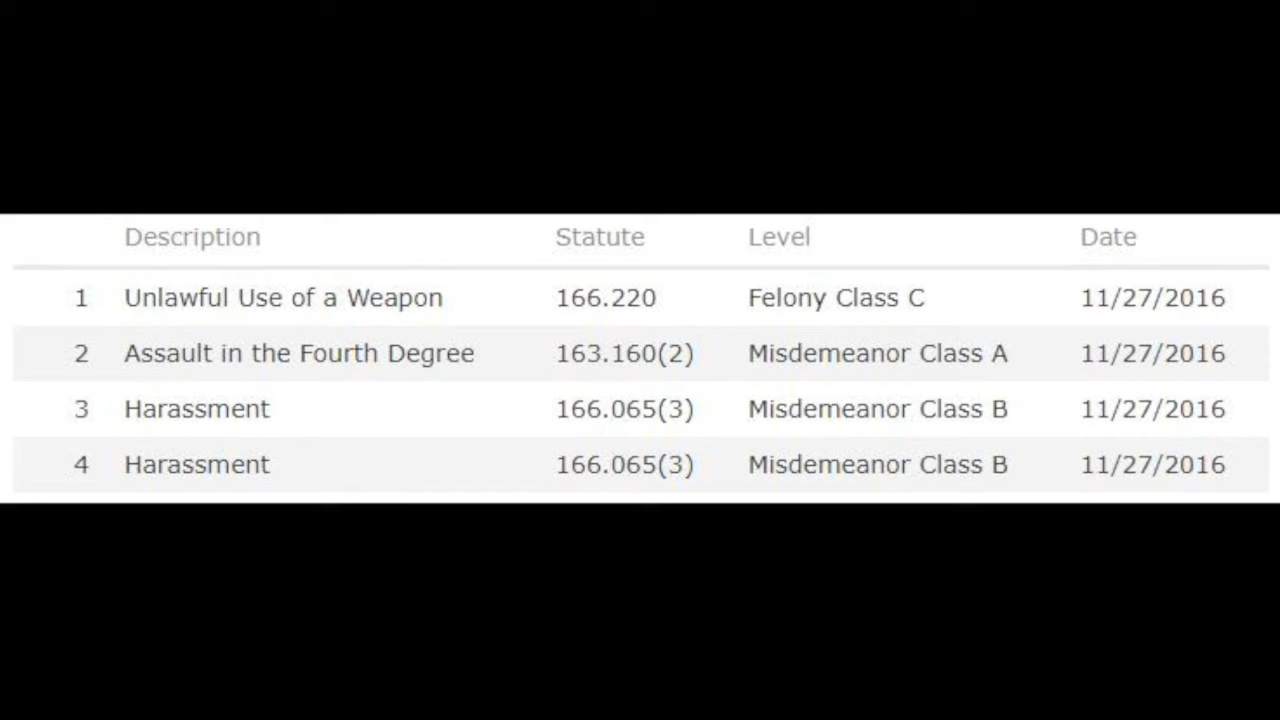 Description Statute Level Date
1 Unlawful Use of a Weapon 166.220 Felony Class C 11/27/2016
2 Assault in the Fourth Degree 163.160(2) Misdemeanor Class A 11/27/2016
3 Harassment 166.065(3) Misdemeanor Class B 11/27/2016
4 Harassment 166.065(3) Misdemeanor Class B 11/27/2016